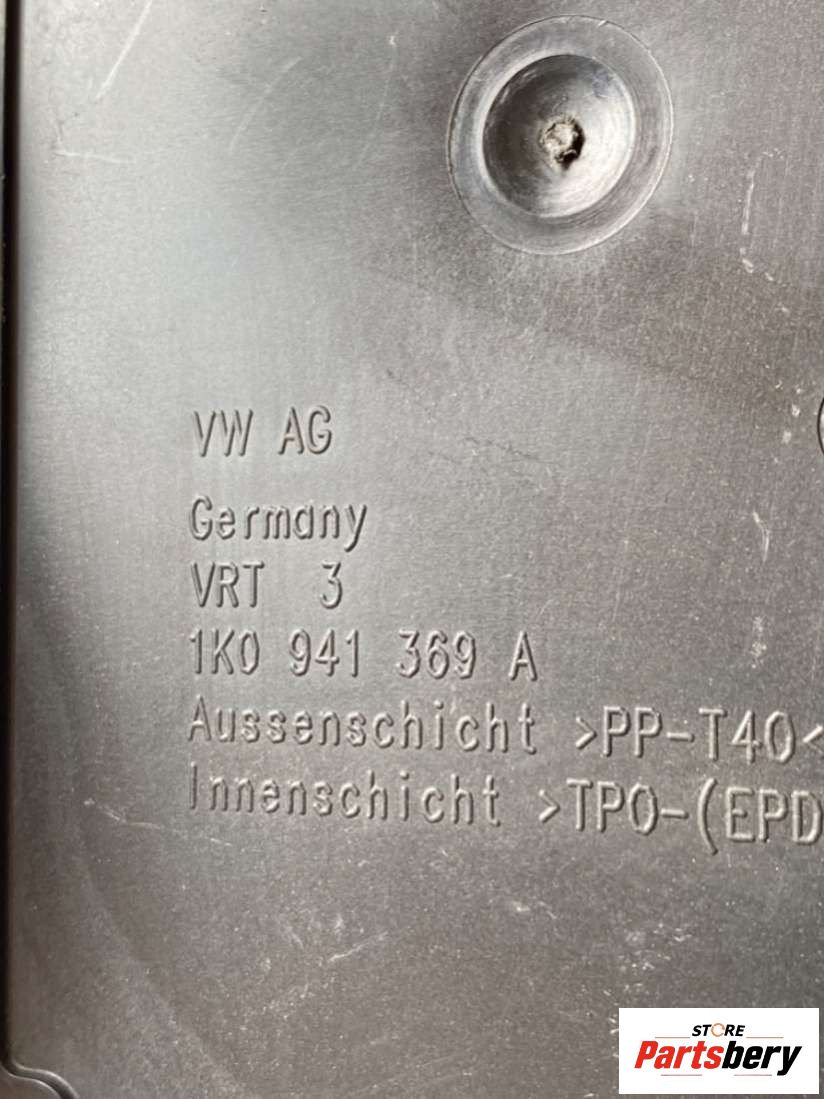 VW AG
Germany
VRT 3
1K0 941 369 A
Aussenschicht >PP-T40<
Innenschicht >TPO-(EPD
STORE
Partsbery